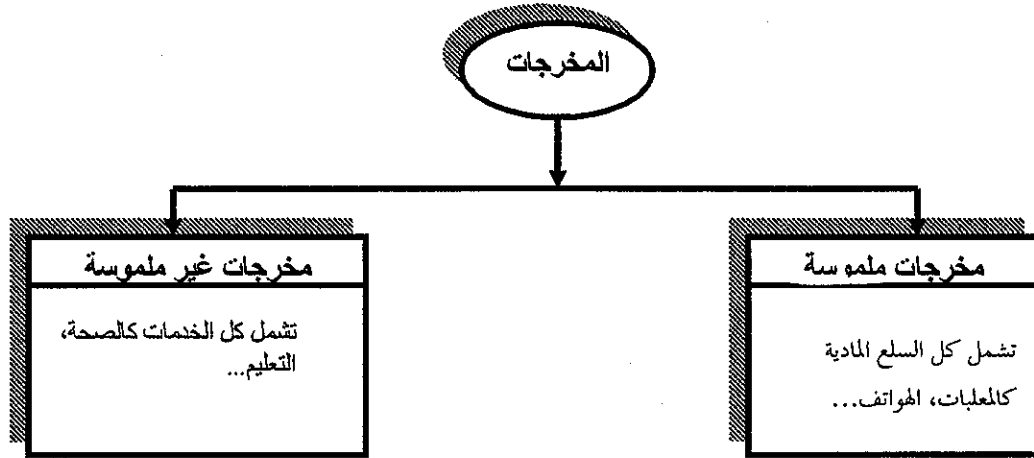 المخرجات
مخرجات ملموسة
تشمل كل السلع المادية
كالمعلبات، الهواتف...
مخرجات غير ملموسة
تشمل كل الخدمات كالصحة،
التعليم...